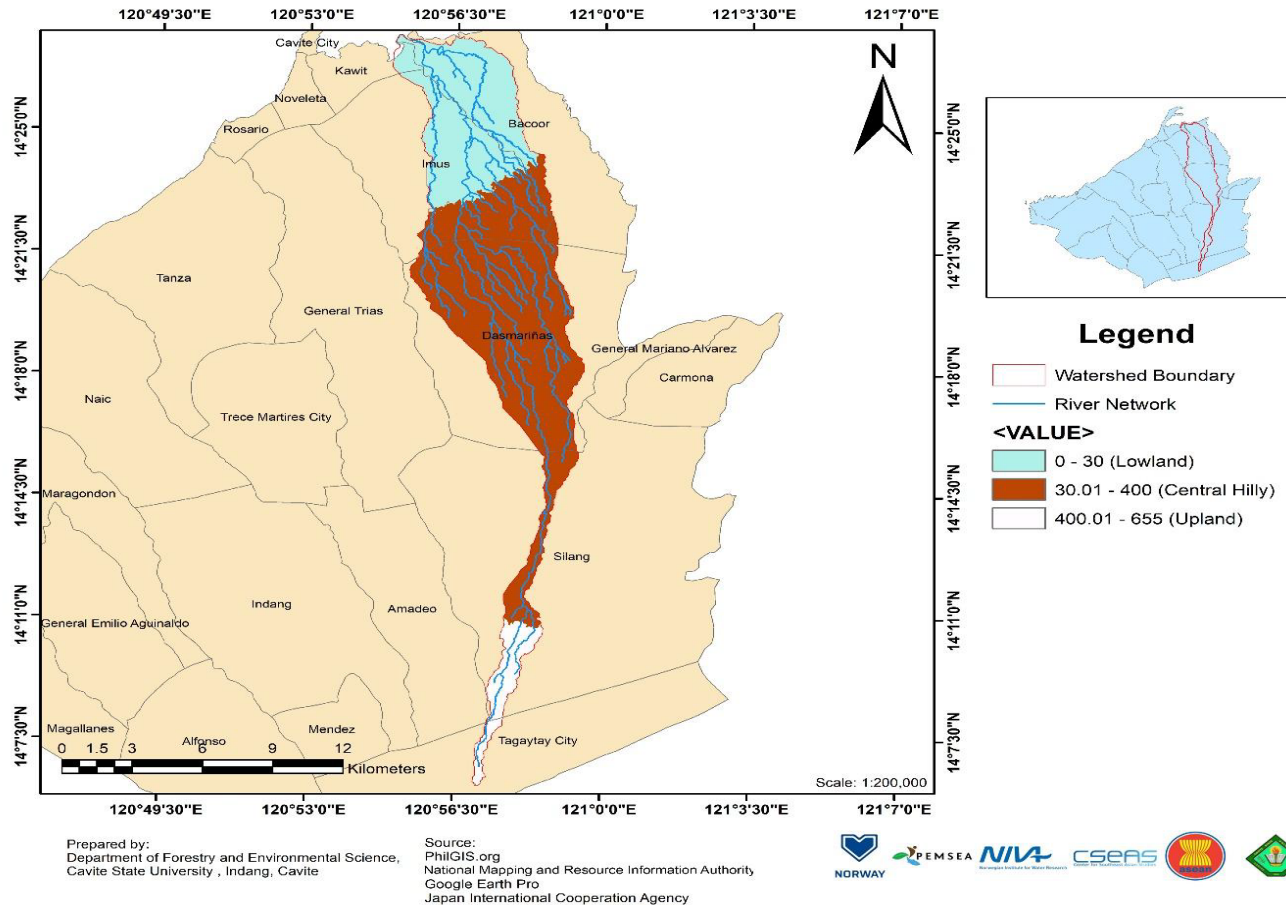 120°49'30"E 120°53'0"E 120°56'30"E 121°0'0"E 121°3'30"E 121°7'0"E
Cavite City
Kawit
Noveleta
Rosario
Bacoor
Imus
N
14°25'0"N
14°25'0"N
14°21'30"N
14°21'30"N
Tanza
General Trias
Dasmariñas
General Mariano Alvarez
Carmona
14°18'0"N
14°18'0"N
Naic
Trece Martires City
Maragondon
14°14'30"N
14°14'30"N
Silang
Indang
Amadeo
General Emilio Aguinaldo
14°11'0"N
14°11'0"N
Magallanes
Alfonso
Mendez
Tagaytay City
14°7'30"N
14°7'30"N
0 1.5 3 6 9 12
Kilometers
Scale: 1:200,000
120°49'30"E 120°53'0"E 120°56'30"E 121°0'0"E 121°3'30"E 121°7'0"E
Legend
Watershed Boundary
River Network
<VALUE>
0 - 30 (Lowland)
30.01 - 400 (Central Hilly)
400.01 - 655 (Upland)
Prepared by:
Department of Forestry and Environmental Science,
Cavite State University , Indang, Cavite
Source:
PhilGIS.org
National Mapping and Resource Information Authority
Google Earth Pro
Japan International Cooperation Agency
NORWAY
PEMSEA
NIVA
Norwegian Institute for Water Research
CSEAS
asean